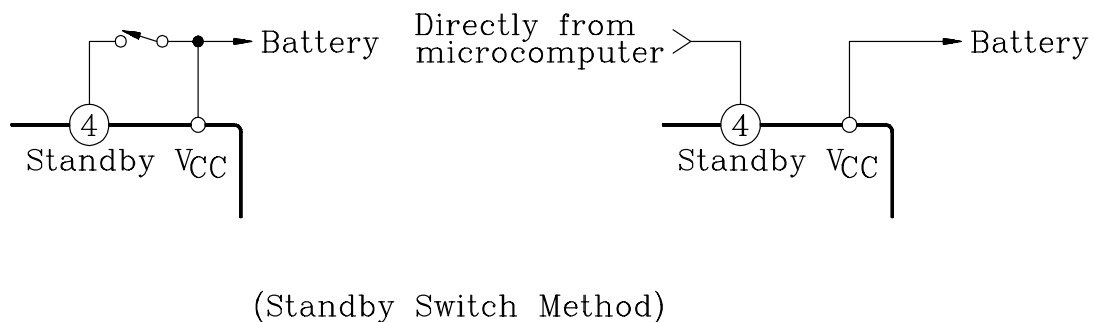 Battery
4
Standby VCC
Directly from
microcomputer
Battery
4
Standby VCC
(Standby Switch Method)